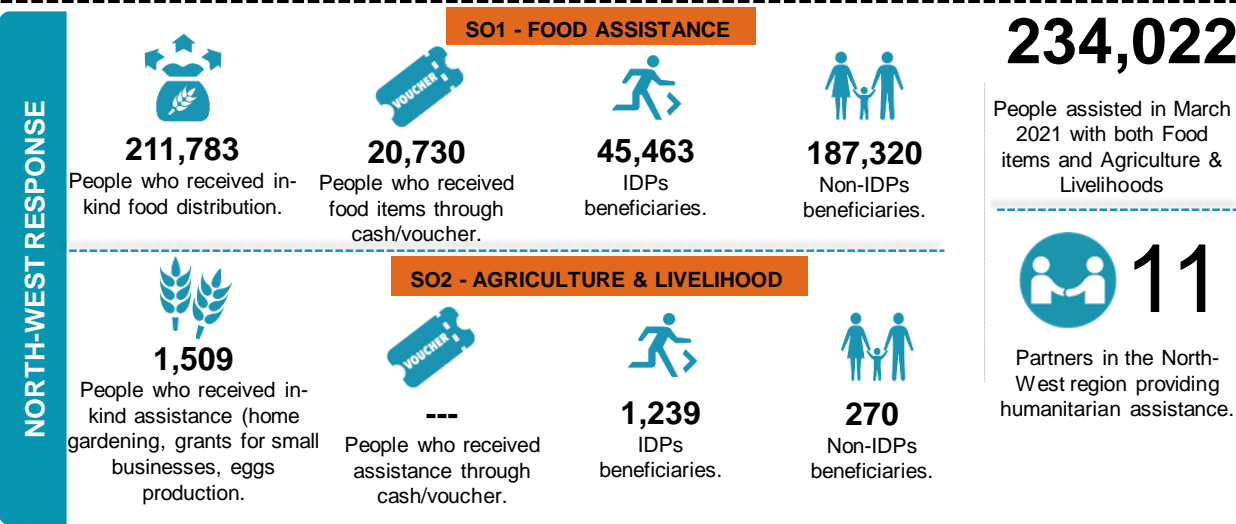 NORTH-WEST RESPONSE
SO1 - FOOD ASSISTANCE
211,783
People who received in-
kind food distribution.
VOUCHER
20,730
People who received
food items through
cash/voucher.
45,463
IDPs
beneficiaries.
187,320
Non-IDPs
beneficiaries.
SO2 - AGRICULTURE & LIVELIHOOD
1,509
People who received in-
kind assistance (home
gardening, grants for small
businesses, eggs
production.
VOUCHER
---
People who received
assistance through
cash/voucher.
1,239
IDPs
beneficiaries.
270
Non-IDPs
beneficiaries.
234,022
People assisted in March
2021 with both Food
items and Agriculture &
Livelihoods
11
Partners in the North-
West region providing
humanitarian assistance.